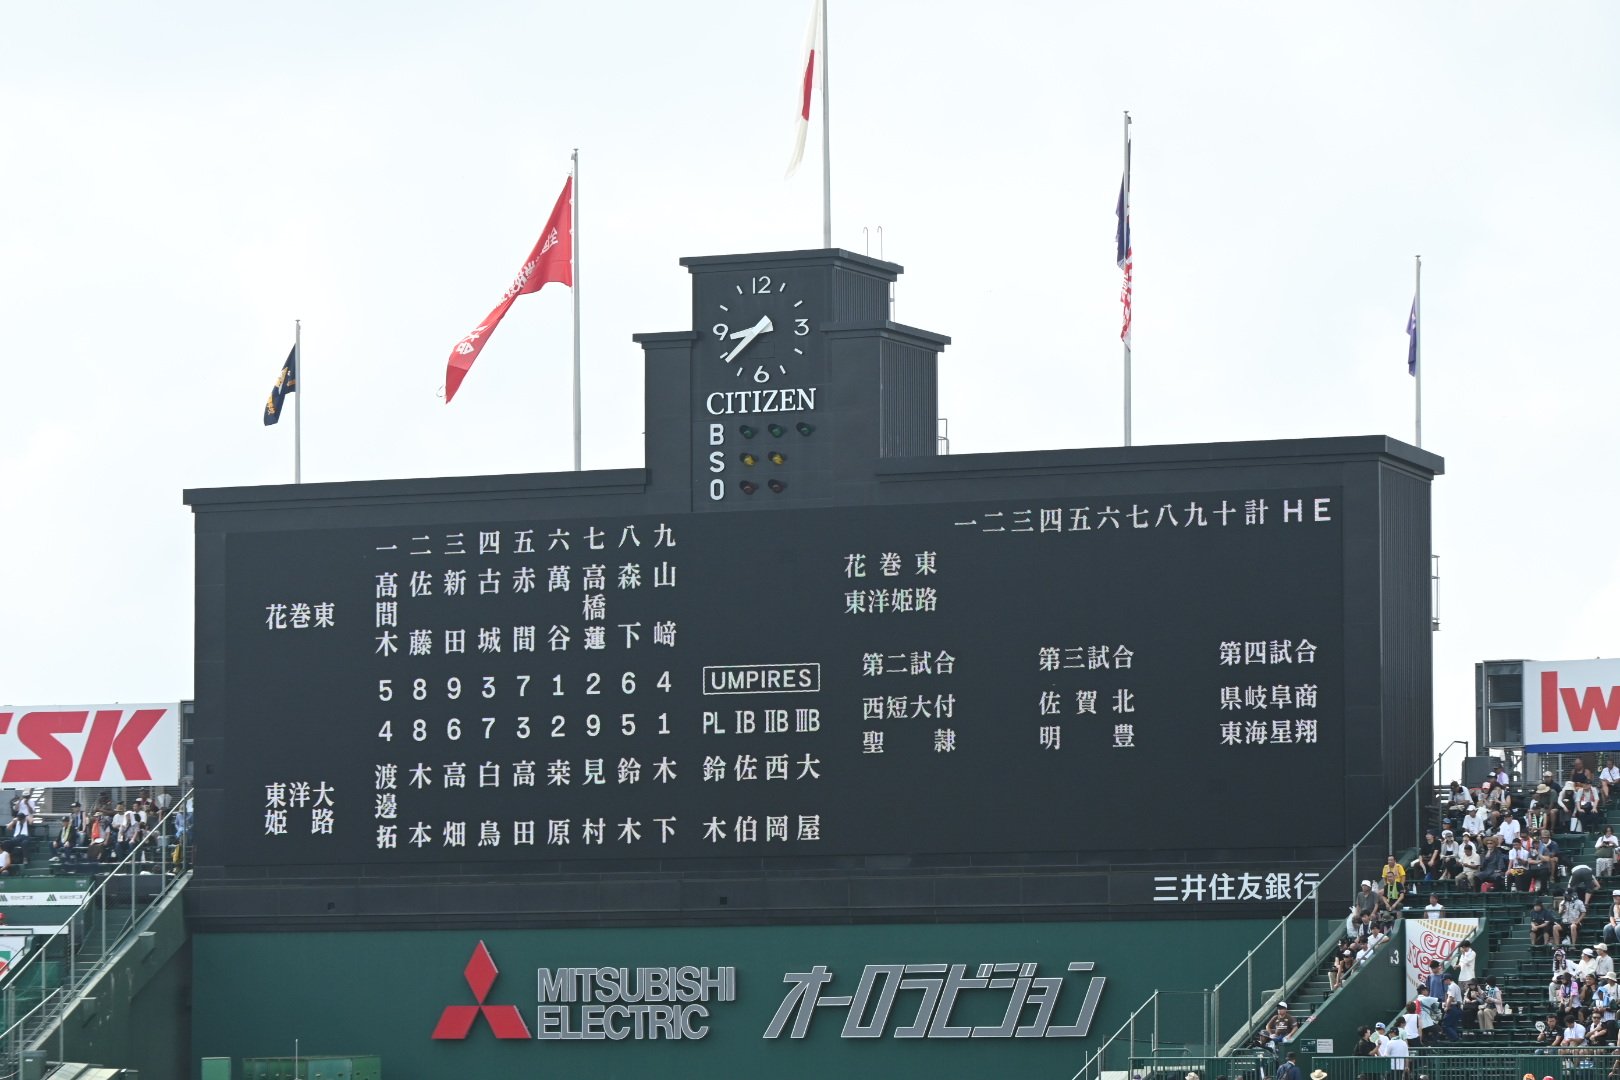 12
9 3
6
CITIZEN
B
S
O
一二三四五六七八九十計HE
花巻東
東洋姫路
一二三四五六七八九
花巻東
髙間木 佐藤 新田 古城 赤間 萬谷 高橋蓮 森下 山﨑
5 8 9 3 7 1 2 6 4
UMPIRES
4 8 6 7 3 2 9 5 1
PL IB IIB IIIB
東洋大
姫路
渡邊拓 木本 高畑 白鳥 高田 桒原 見村 鈴木 木下
鈴木 佐伯 西岡 大屋
第二試合
西短大付
聖隷
第三試合
佐賀北
明豊
第四試合
県岐阜商
東海星翔
三井住友銀行
MITSUBISHI
ELECTRIC
オーロラビジョン
SK
Iw